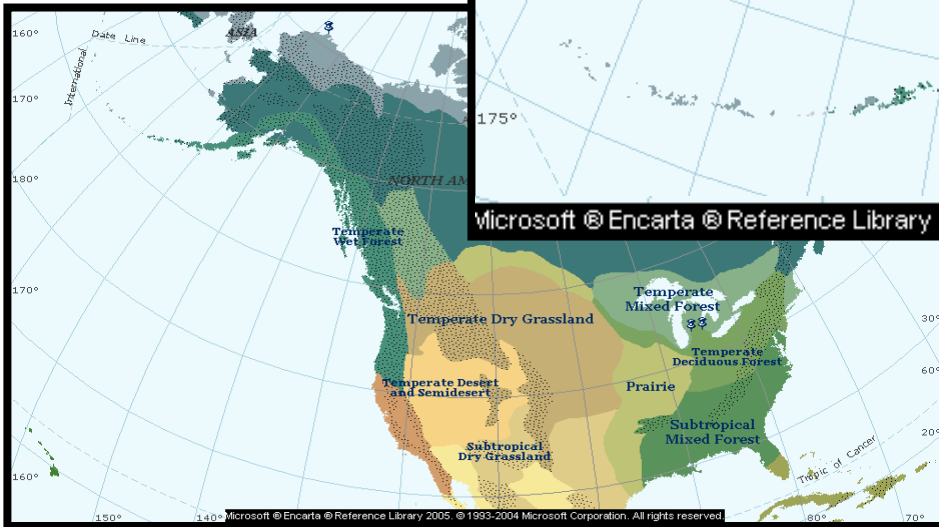 160°
Date Line
International
ASIA
170°
180°
170°
160°
150°
140°
NORTH AM
175°
Microsoft ® Encarta ® Reference Library
Temperate
Wet Forest
Temperate
Mixed Forest
Temperate Dry Grassland
30°
Temperate
Deciduous Forest
60°
Temperate Desert
and Semidesert
Prairie
Subtropical
Mixed Forest
20°
Subtropical
Dry Grassland
Tropic of Cancer
80°
70°
Microsoft ® Encarta ® Reference Library 2005. © 1993-2004 Microsoft Corporation. All rights reserved.